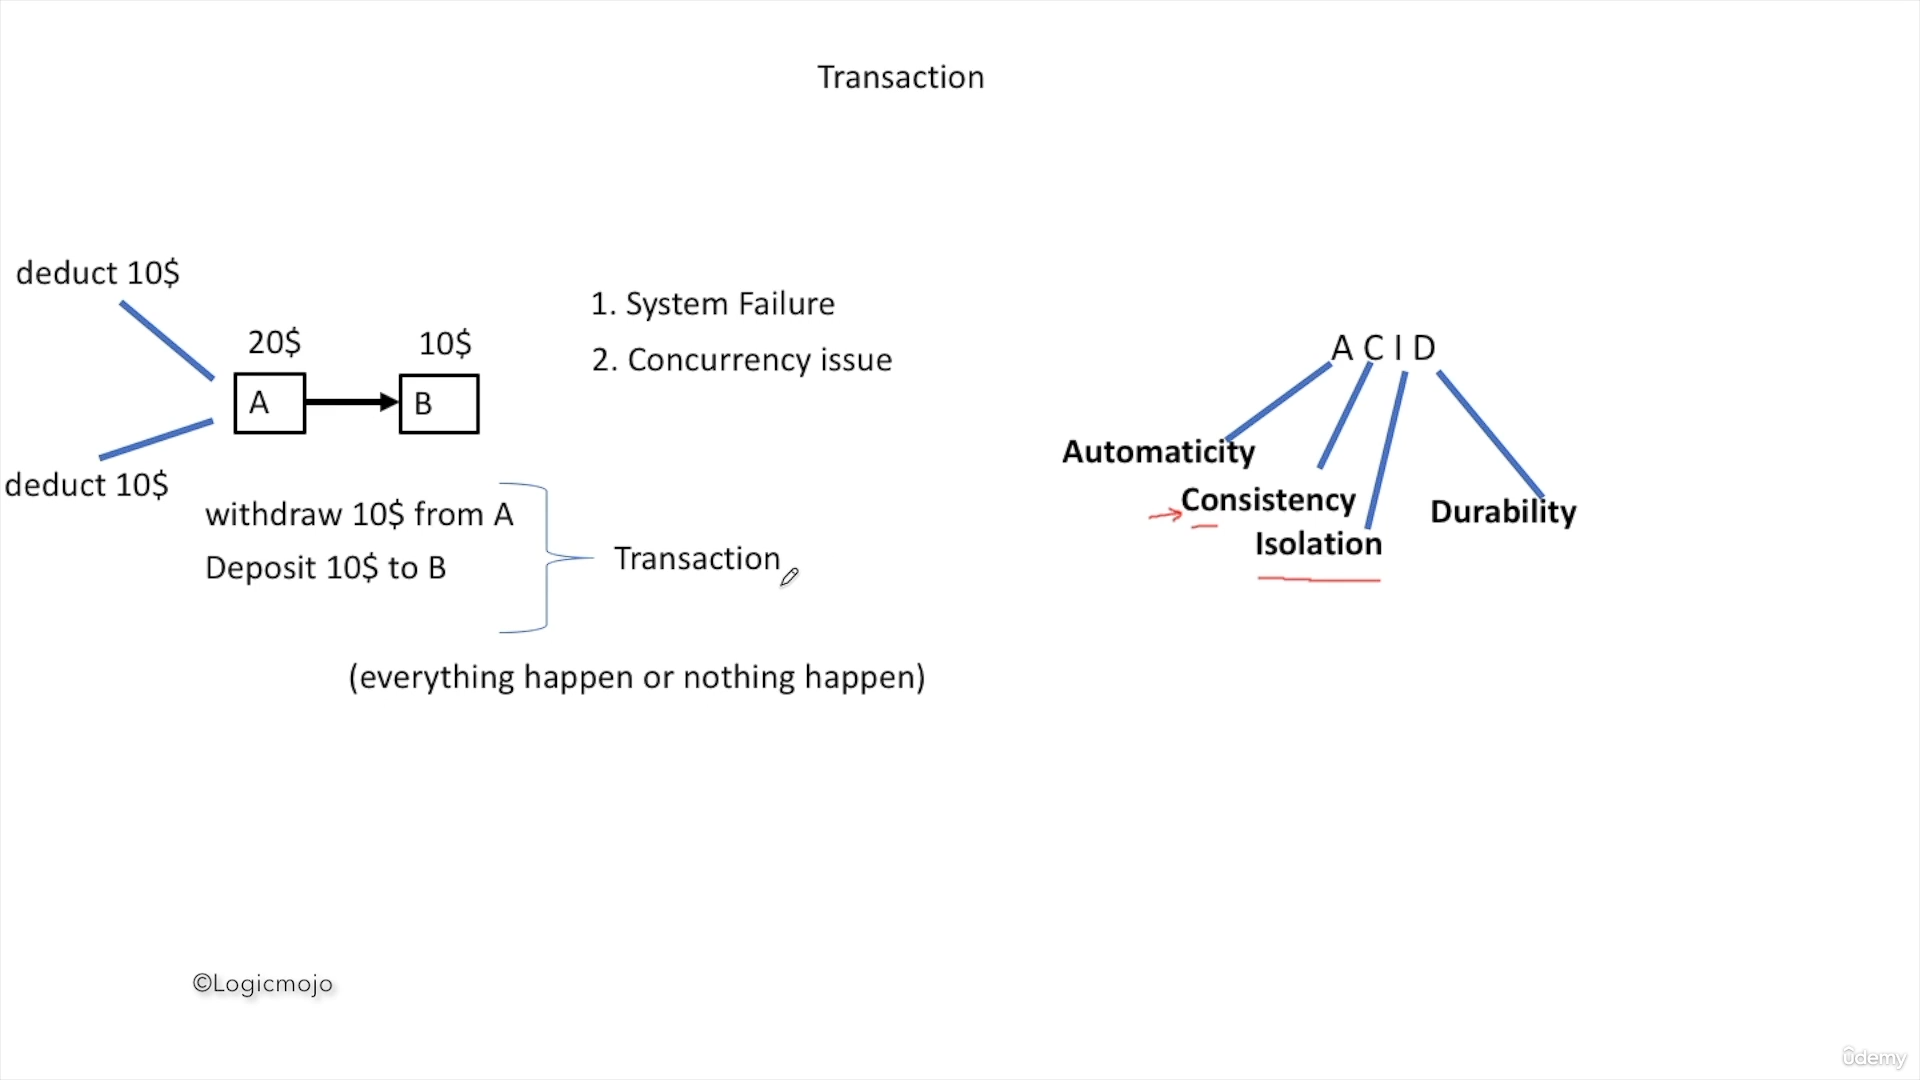 Transaction
deduct 10$
20$
10$
A
B
deduct 10$
1. System Failure
2. Concurrency issue
withdraw 10$ from A
Deposit 10$ to B
Transaction
(everything happen or nothing happen)
A C I D
Automaticity
Consistency
Isolation
Durability
©Logicmojo
ûdemy